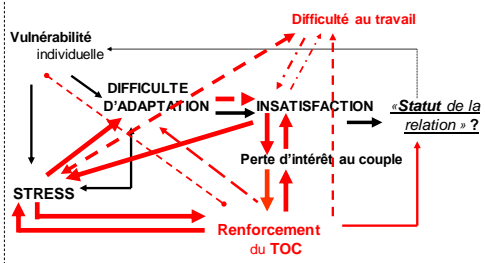 Difficulté au travail
Vulnérabilité
individuelle
DIFFICULTE
D'ADAPTATION
INSATISFACTION
«Statut de la
relation » ?
Perte d'intérêt au couple
STRESS
Renforcement
du TOC